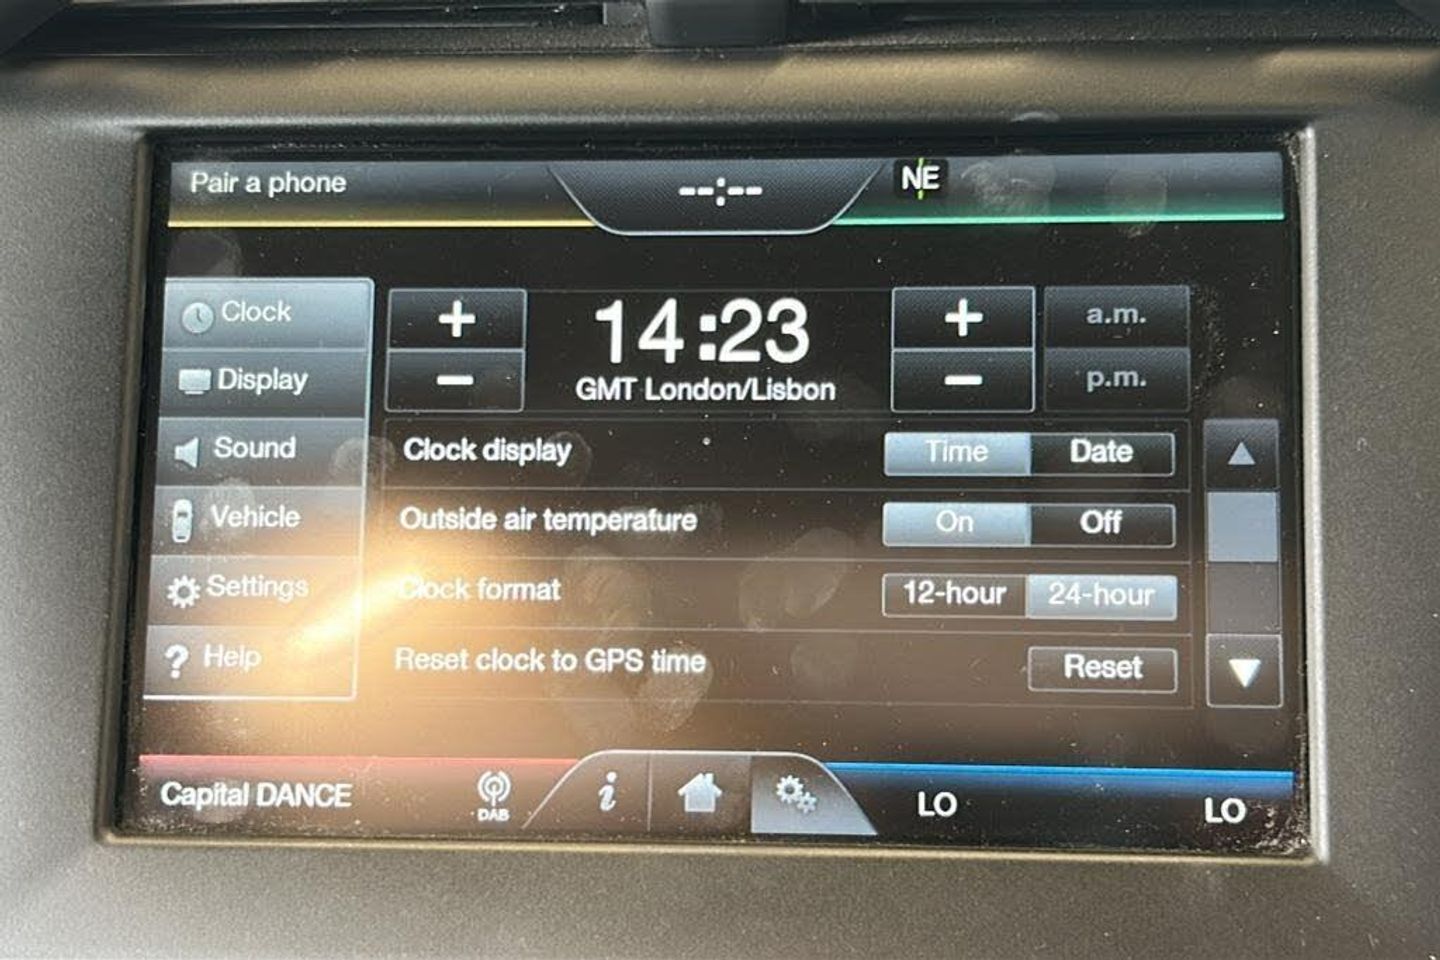 Pair a phone
--:--
NE
Clock
+
14:23
+
a.m.
Display
–
GMT London/Lisbon
–
p.m.
Sound
Clock display
Time
Date
Vehicle
Outside air temperature
On
Off
Settings
Clock format
12-hour
24-hour
? Help
Reset clock to GPS time
Reset
Capital DANCE
DAB
i
LO
LO